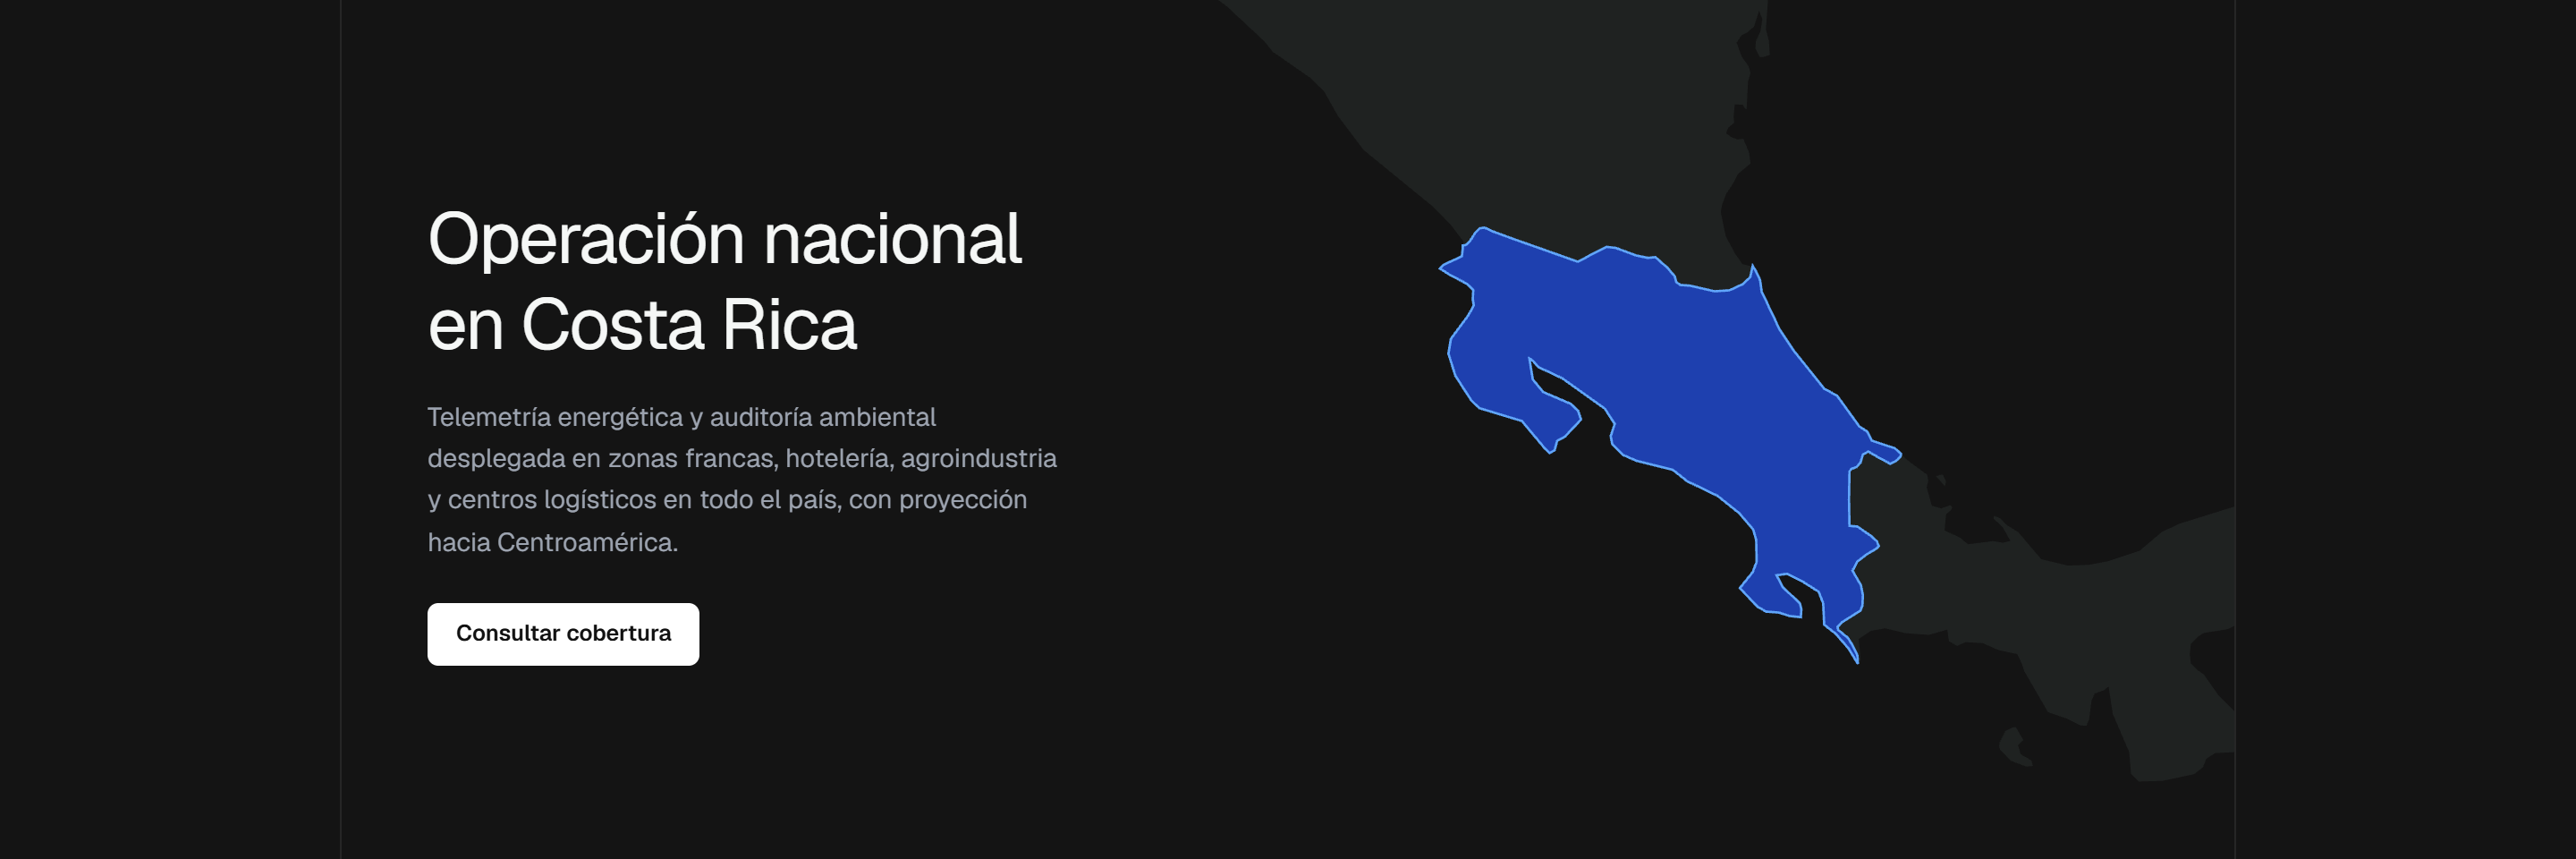 Operación nacional
en Costa Rica
Telemetría energética y auditoría ambiental
desplegada en zonas francas, hotelería, agroindustria
y centros logísticos en todo el país, con proyección
hacia Centroamérica.
Consultar cobertura